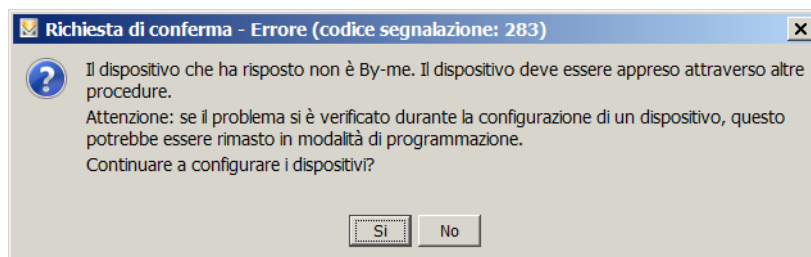 Richiesta di conferma - Errore (codice segnalazione: 283)
Il dispositivo che ha risposto non è By-me. Il dispositivo deve essere appreso attraverso altre
procedure.
Attenzione: se il problema si è verificato durante la configurazione di un dispositivo, questo
potrebbe essere rimasto in modalità di programmazione.
Continuare a configurare i dispositivi?
Si
No